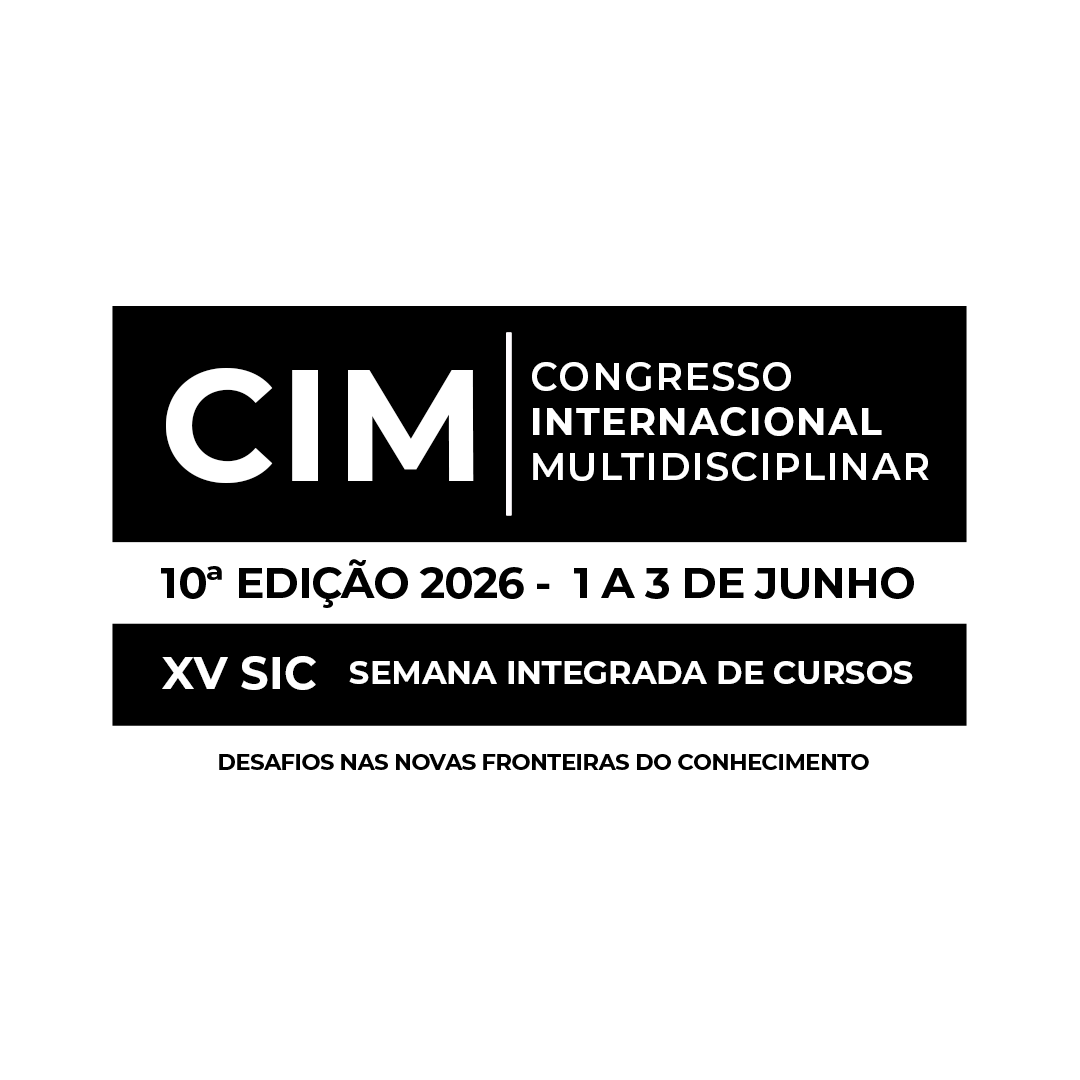 CIM
CONGRESSO
INTERNACIONAL
MULTIDISCIPLINAR
10ª EDIÇÃO 2026 - 1 A 3 DE JUNHO
XV SIC SEMANA INTEGRADA DE CURSOS
DESAFIOS NAS NOVAS FRONTEIRAS DO CONHECIMENTO